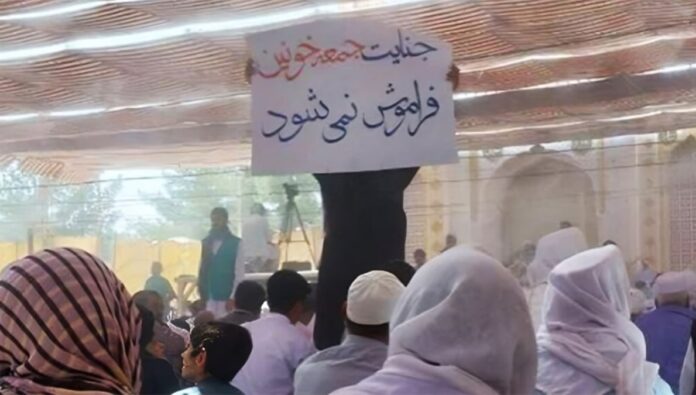 جنایت جمعه خونین
فراموش نمی شود